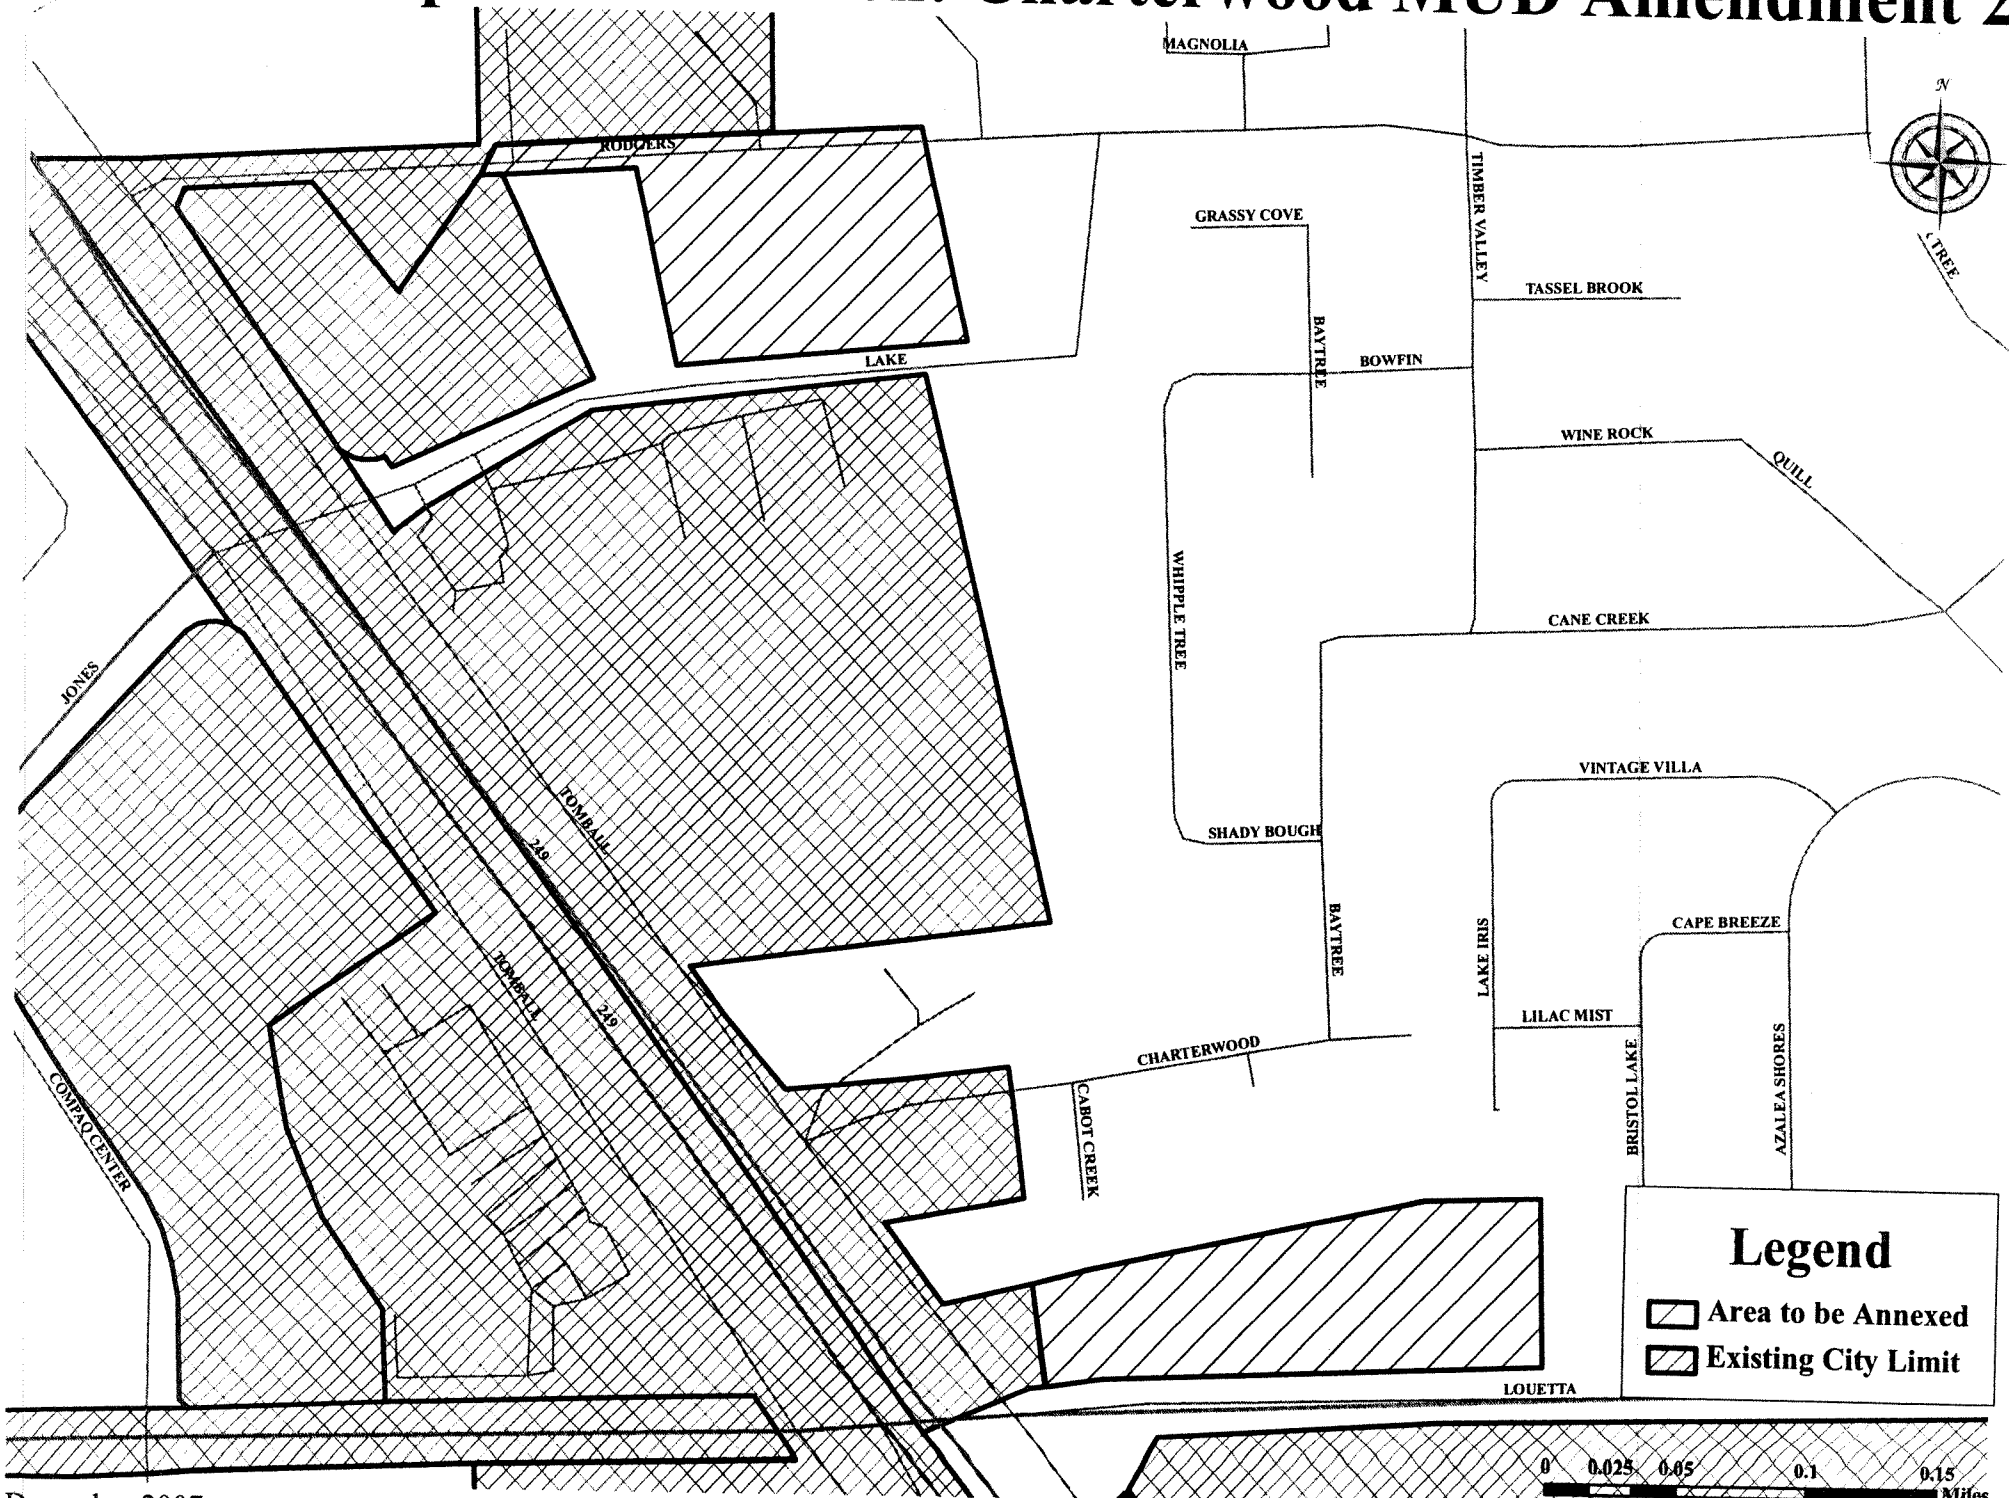 Charterwood MUD Amendment 2
MAGNOLIA
N
RODGERS
TIMBER VALLEY
GRASSY COVE
TREE
TASSEL BROOK
BAYTREE
LAKE
BOWFIN
WINE ROCK
QUILL
WHIPPLE TREE
CANE CREEK
JONES
VINTAGE VILLA
TOMBALL
249
SHADY BOUGH
BAYTREE
LAKE IRIS
CAPE BREEZE
TOMBALL
249
LILAC MIST
CHARTERWOOD
BRISTOL LAKE
AZALEA SHORES
COMPAQ CENTER
CABOT CREEK
Legend
Area to be Annexed
Existing City Limit
LOUETTA
0 0.025 0.05 0.1 0.15
Miles